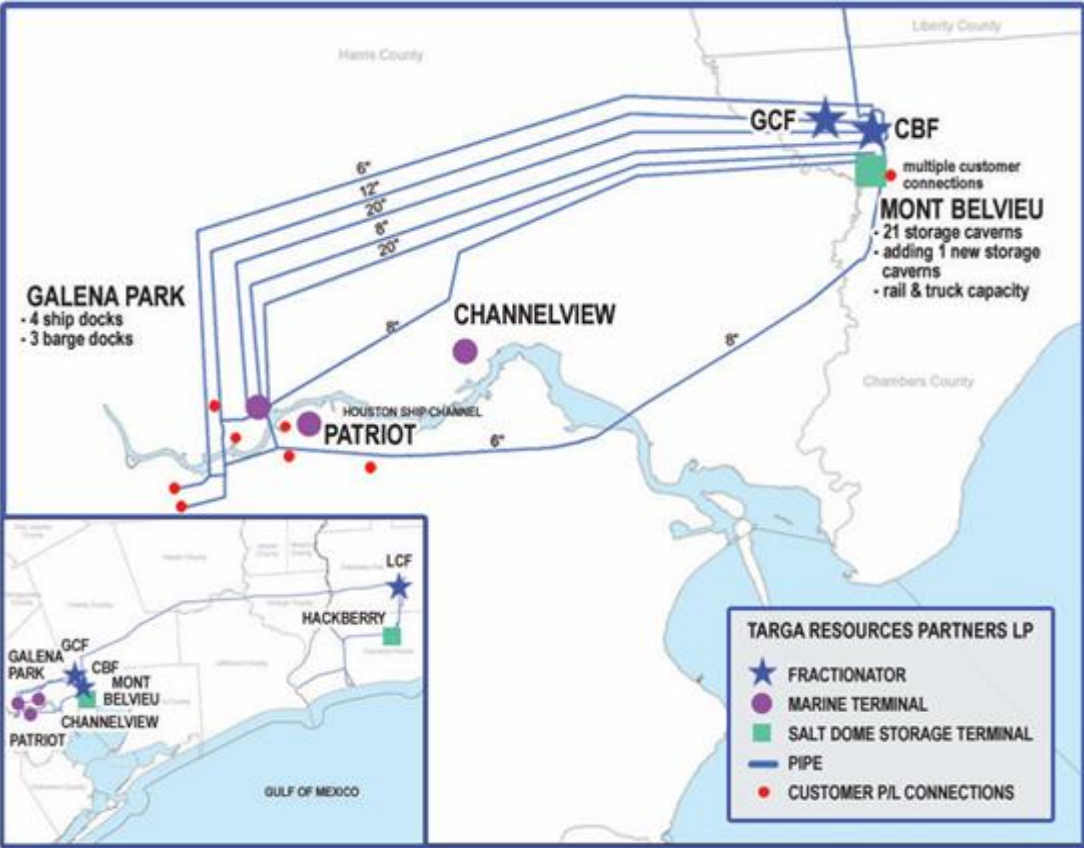 Harris County
Liberty County
GCF
CBF
multiple customer
connections
MONT BELVIEU
- 21 storage caverns
- adding 1 new storage
caverns
- rail & truck capacity
6"
12"
20"
8"
20"
GALENA PARK
- 4 ship docks
- 3 barge docks
8"
CHANNELVIEW
8"
Chambers County
HOUSTON SHIP CHANNEL
PATRIOT
6"
LCF
HACKBERRY
GCF
GALENA
PARK
CBF
MONT
BELVIEU
CHANNELVIEW
PATRIOT
GULF OF MEXICO
TARGA RESOURCES PARTNERS LP
FRACTIONATOR
MARINE TERMINAL
SALT DOME STORAGE TERMINAL
PIPE
CUSTOMER P/L CONNECTIONS